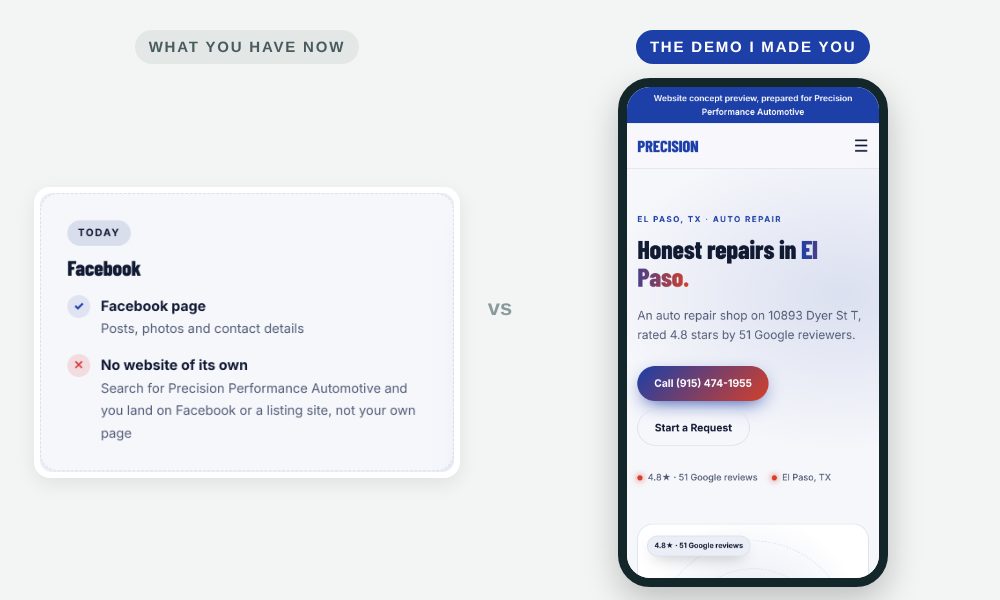 WHAT YOU HAVE NOW
TODAY
Facebook
Facebook page
Posts, photos and contact details
No website of its own
Search for Precision Performance Automotive and
you land on Facebook or a listing site, not your own
page
VS
THE DEMO I MADE YOU
Website concept preview, prepared for Precision
Performance Automotive
PRECISION
EL PASO, TX · AUTO REPAIR
Honest repairs in El
Paso.
An auto repair shop on 10893 Dyer St T,
rated 4.8 stars by 51 Google reviewers.
Call (915) 474-1955
Start a Request
4.8★ · 51 Google reviews
El Paso, TX
4.8★ · 51 Google reviews